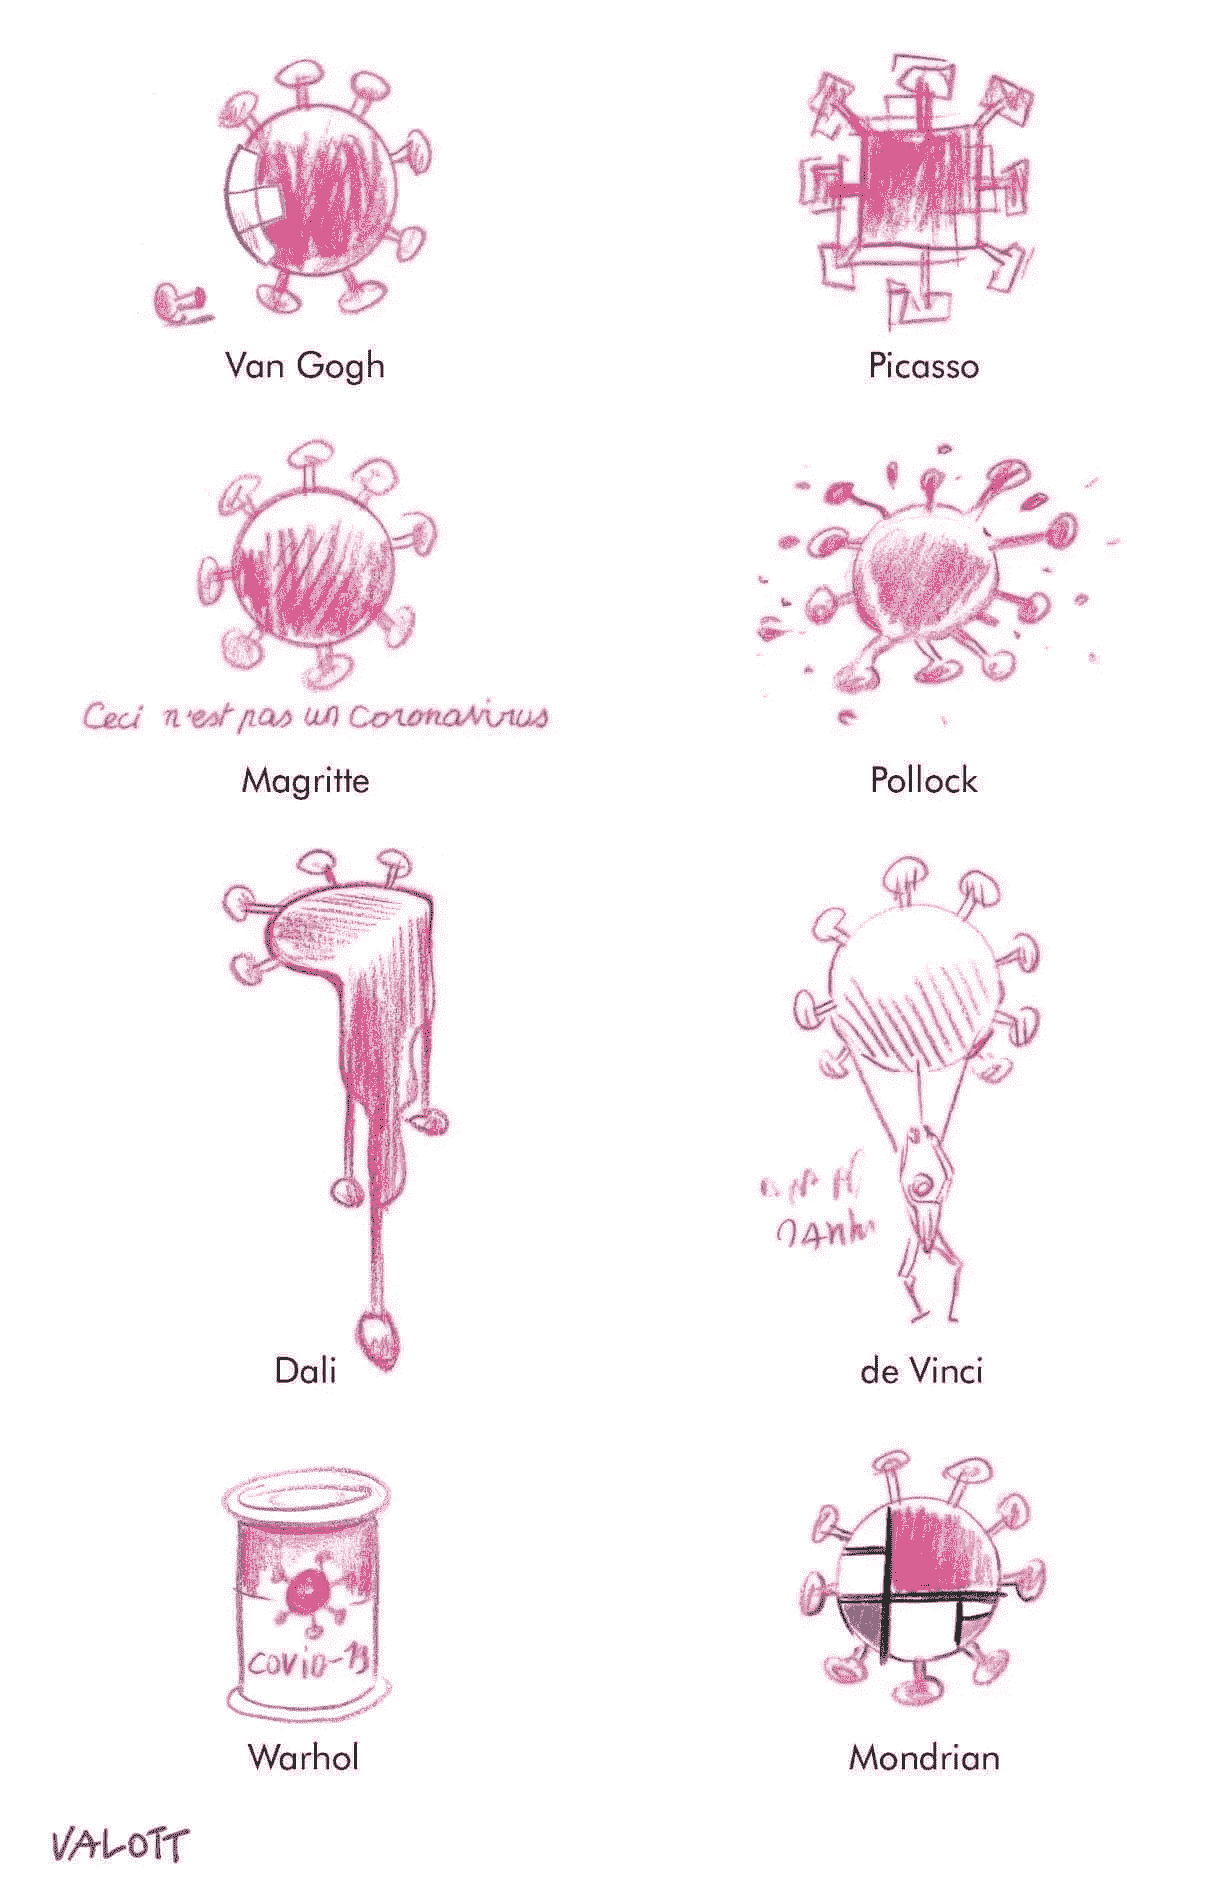 Van Gogh
Picasso
Ceci n'est pas un Coronavirus
Magritte
Pollock
Dali
de Vinci
COVID-19
Warhol
Mondrian
VALOTT